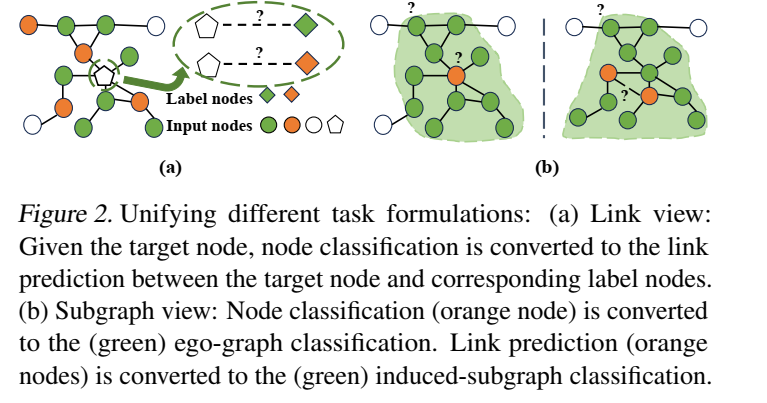 ?
?
?
?
?
?
?
Label nodes
Input nodes
(a)
(b)
Figure 2. Unifying different task formulations: (a) Link view:
Given the target node, node classification is converted to the link
prediction between the target node and corresponding label nodes.
(b) Subgraph view: Node classification (orange node) is converted
to the (green) ego-graph classification. Link prediction (orange
nodes) is converted to the (green) induced-subgraph classification.